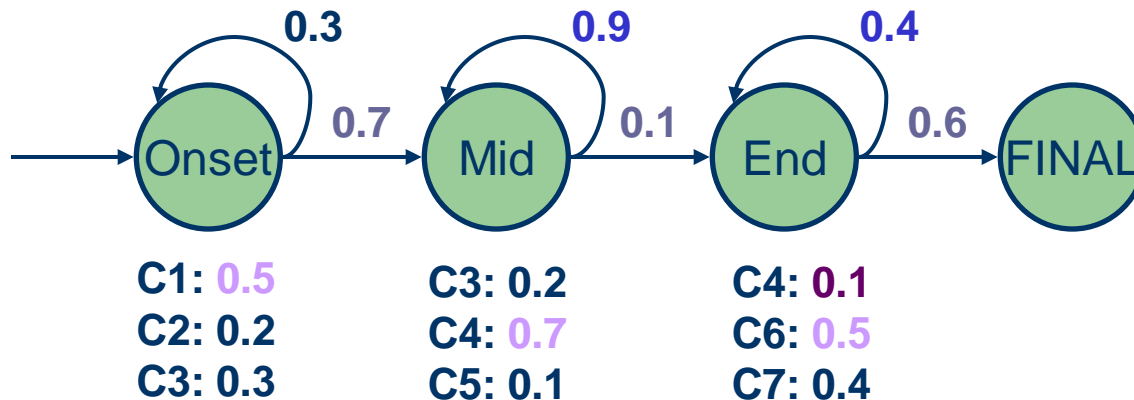 0.3 0.9 0.4
0.7 0.1 0.6
Onset Mid End FINAL
C1: 0.5 C3: 0.2 C4: 0.1
C2: 0.2 C4: 0.7 C6: 0.5
C3: 0.3 C5: 0.1 C7: 0.4